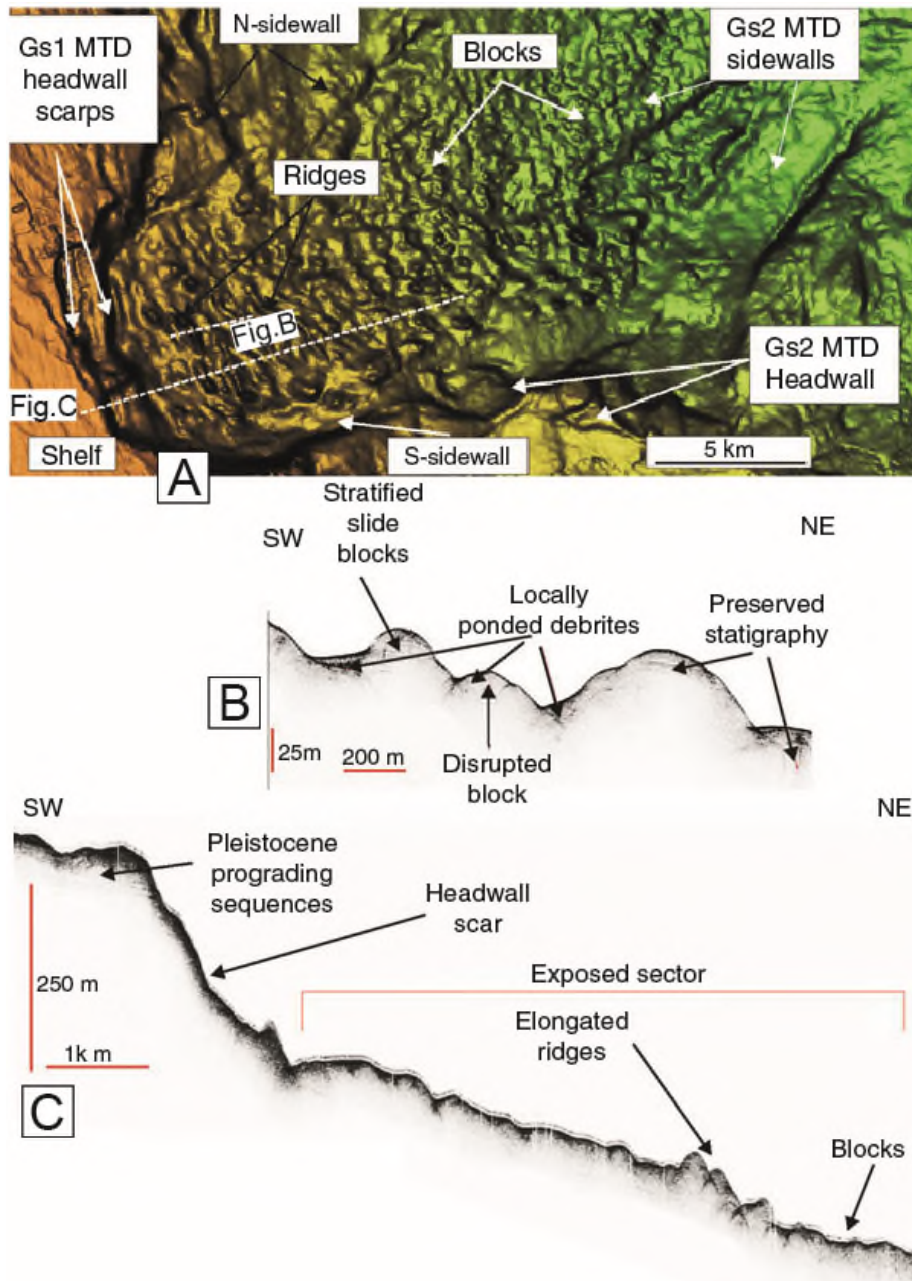 Gs1 MTD
headwall
scarps
N-sidewall
Blocks
Gs2 MTD
sidewalls
Ridges
Fig.B
Fig.C
Gs2 MTD
Headwall
Shelf
S-sidewall
5 km
A
SW
Stratified
slide
blocks
NE
Locally
ponded debrites
Preserved
statigraphy
B
25m
200 m
Disrupted
block
SW
NE
Pleistocene
prograding
sequences
Headwall
scar
Exposed sector
250 m
Elongated
ridges
1k m
C
Blocks